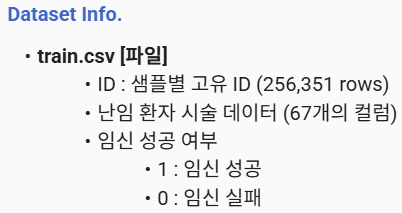 Dataset Info.
• train.csv [파일]
• ID : 샘플별 고유 ID (256,351 rows)
• 난임 환자 시술 데이터 (67개의 컬럼)
• 임신 성공 여부
• 1 : 임신 성공
• 0 : 임신 실패